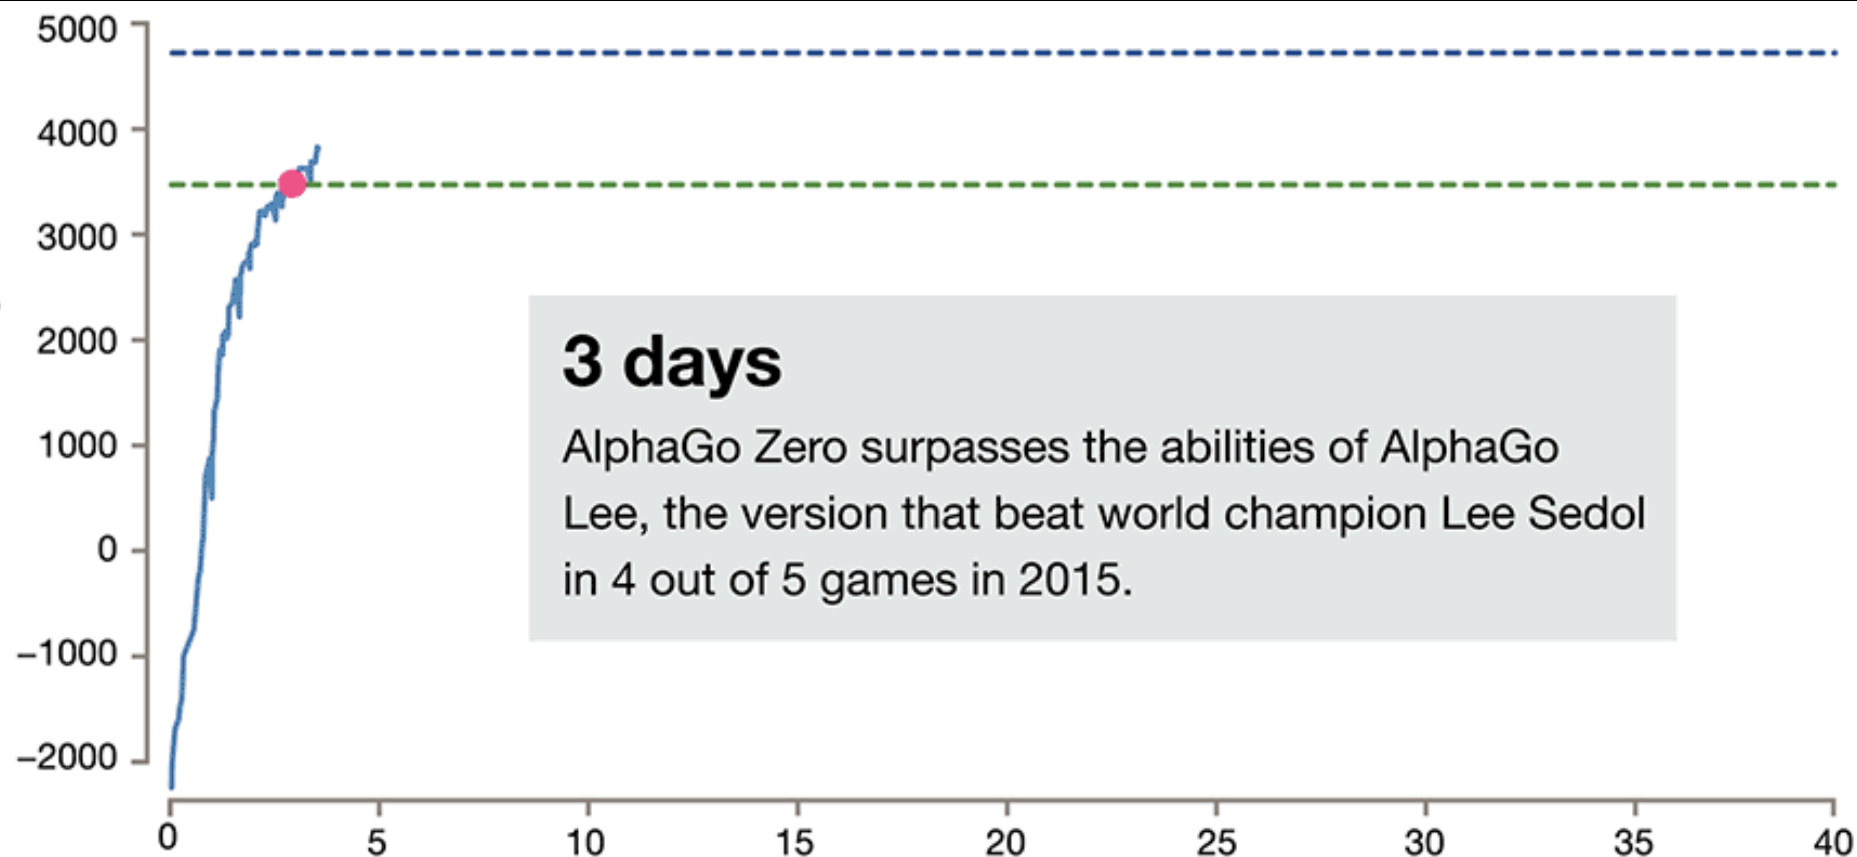 5000
4000
3000
2000
1000
0
−1000
−2000
3 days
AlphaGo Zero surpasses the abilities of AlphaGo
Lee, the version that beat world champion Lee Sedol
in 4 out of 5 games in 2015.
0 5 10 15 20 25 30 35 40